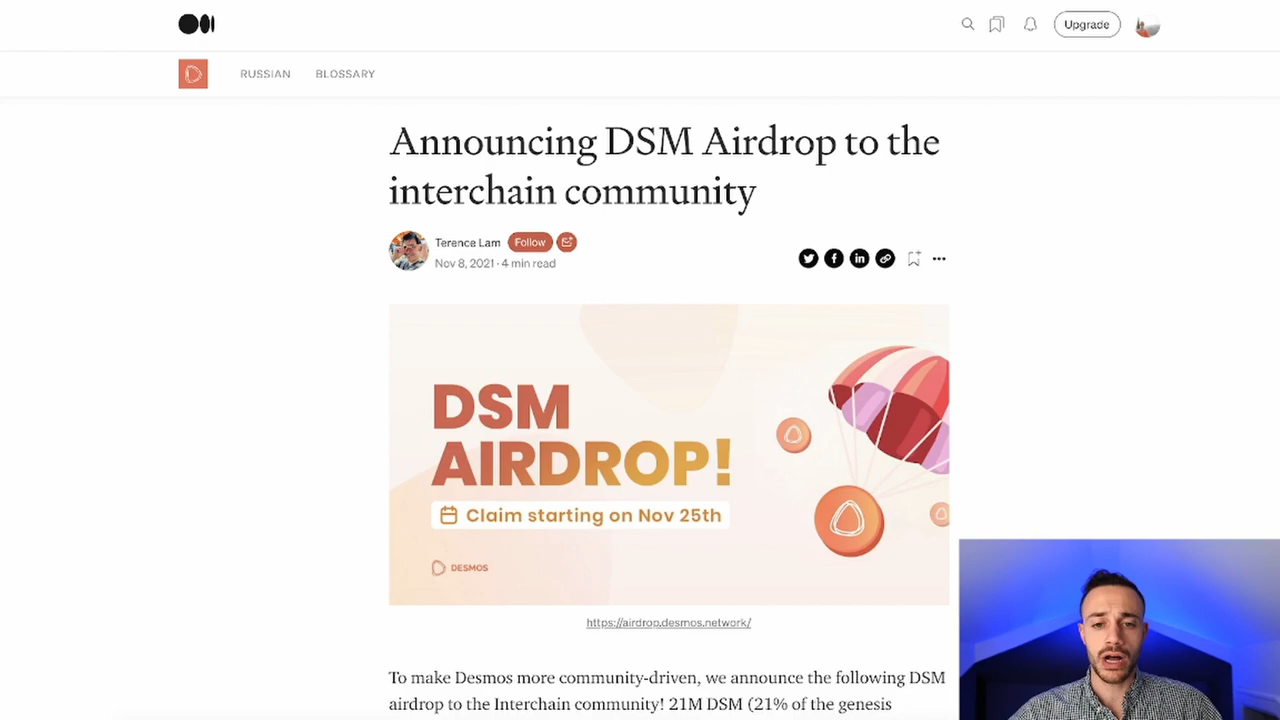 Upgrade
RUSSIAN BLOSSARY
Announcing DSM Airdrop to the
interchain community
Terence Lam Follow
Nov 8, 2021 · 4 min read
DSM
AIRDROP!
Claim starting on Nov 25th
DESMOS
https://airdrop.desmos.network/
To make Desmos more community-driven, we announce the following DSM
airdrop to the Interchain community! 21M DSM (21% of the genesis